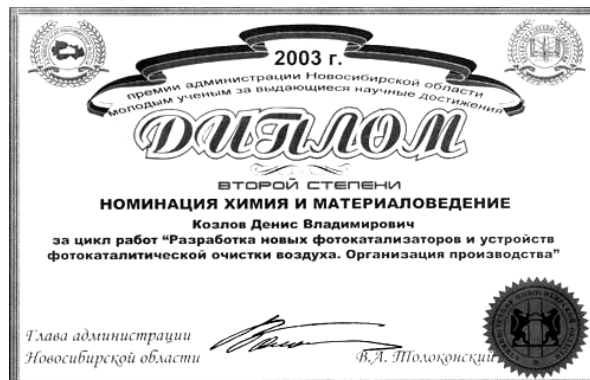 2003 г.
премии администрации Новосибирской области
молодым ученым за выдающиеся научные достижения
ДИПЛОМ
ВТОРОЙ СТЕПЕНИ
НОМИНАЦИЯ ХИМИЯ И МАТЕРИАЛОВЕДЕНИЕ
Козлов Денис Владимирович
за цикл работ "Разработка новых фотокатализаторов и устройств
фотокаталитической очистки воздуха. Организация производства"
Глава администрации
Новосибирской области
В.А. Толоконский